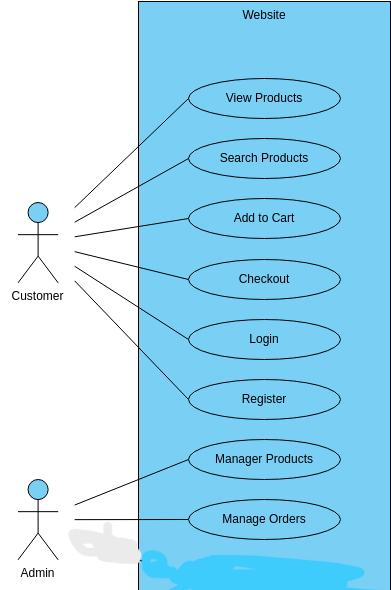 Website
View Products
Search Products
Add to Cart
Checkout
Customer
Login
Register
Manager Products
Manage Orders
Admin